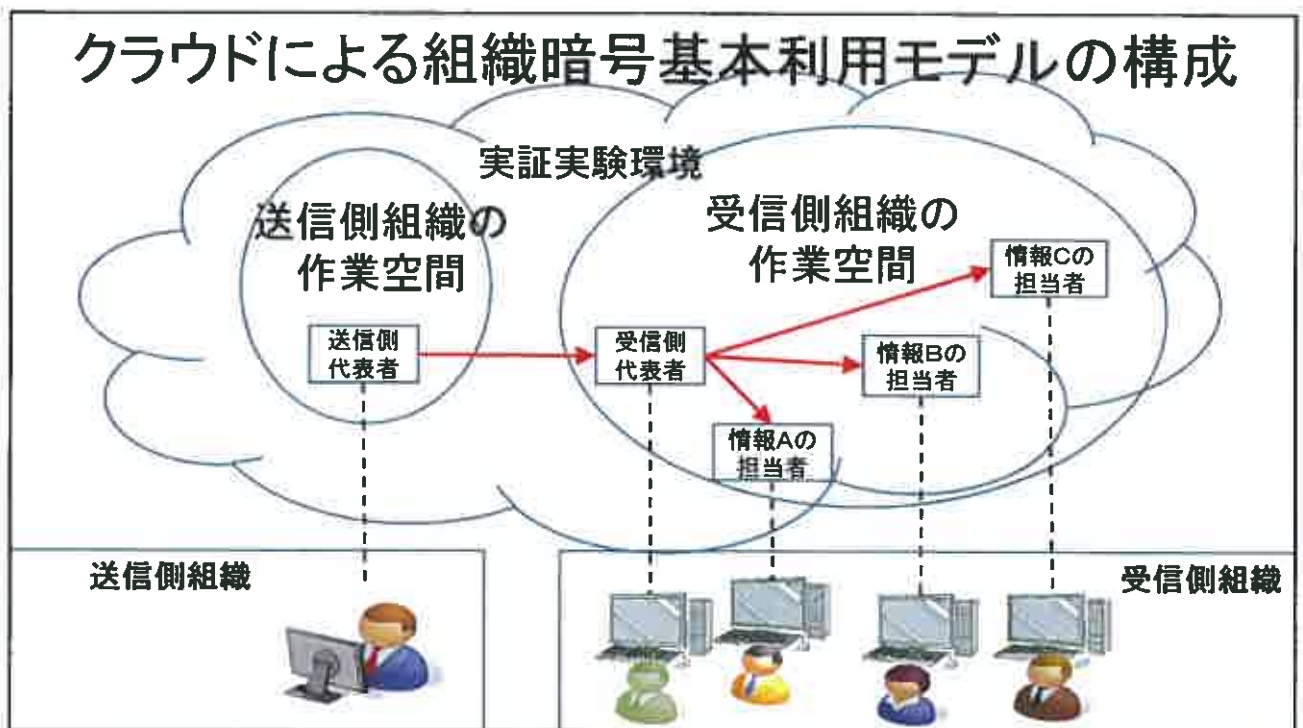 クラウドによる組織暗号基本利用モデルの構成
実証実験環境
送信側組織の
作業空間
受信側組織の
作業空間
情報Cの
担当者
送信側
代表者
受信側
代表者
情報Bの
担当者
情報Aの
担当者
送信側組織
受信側組織